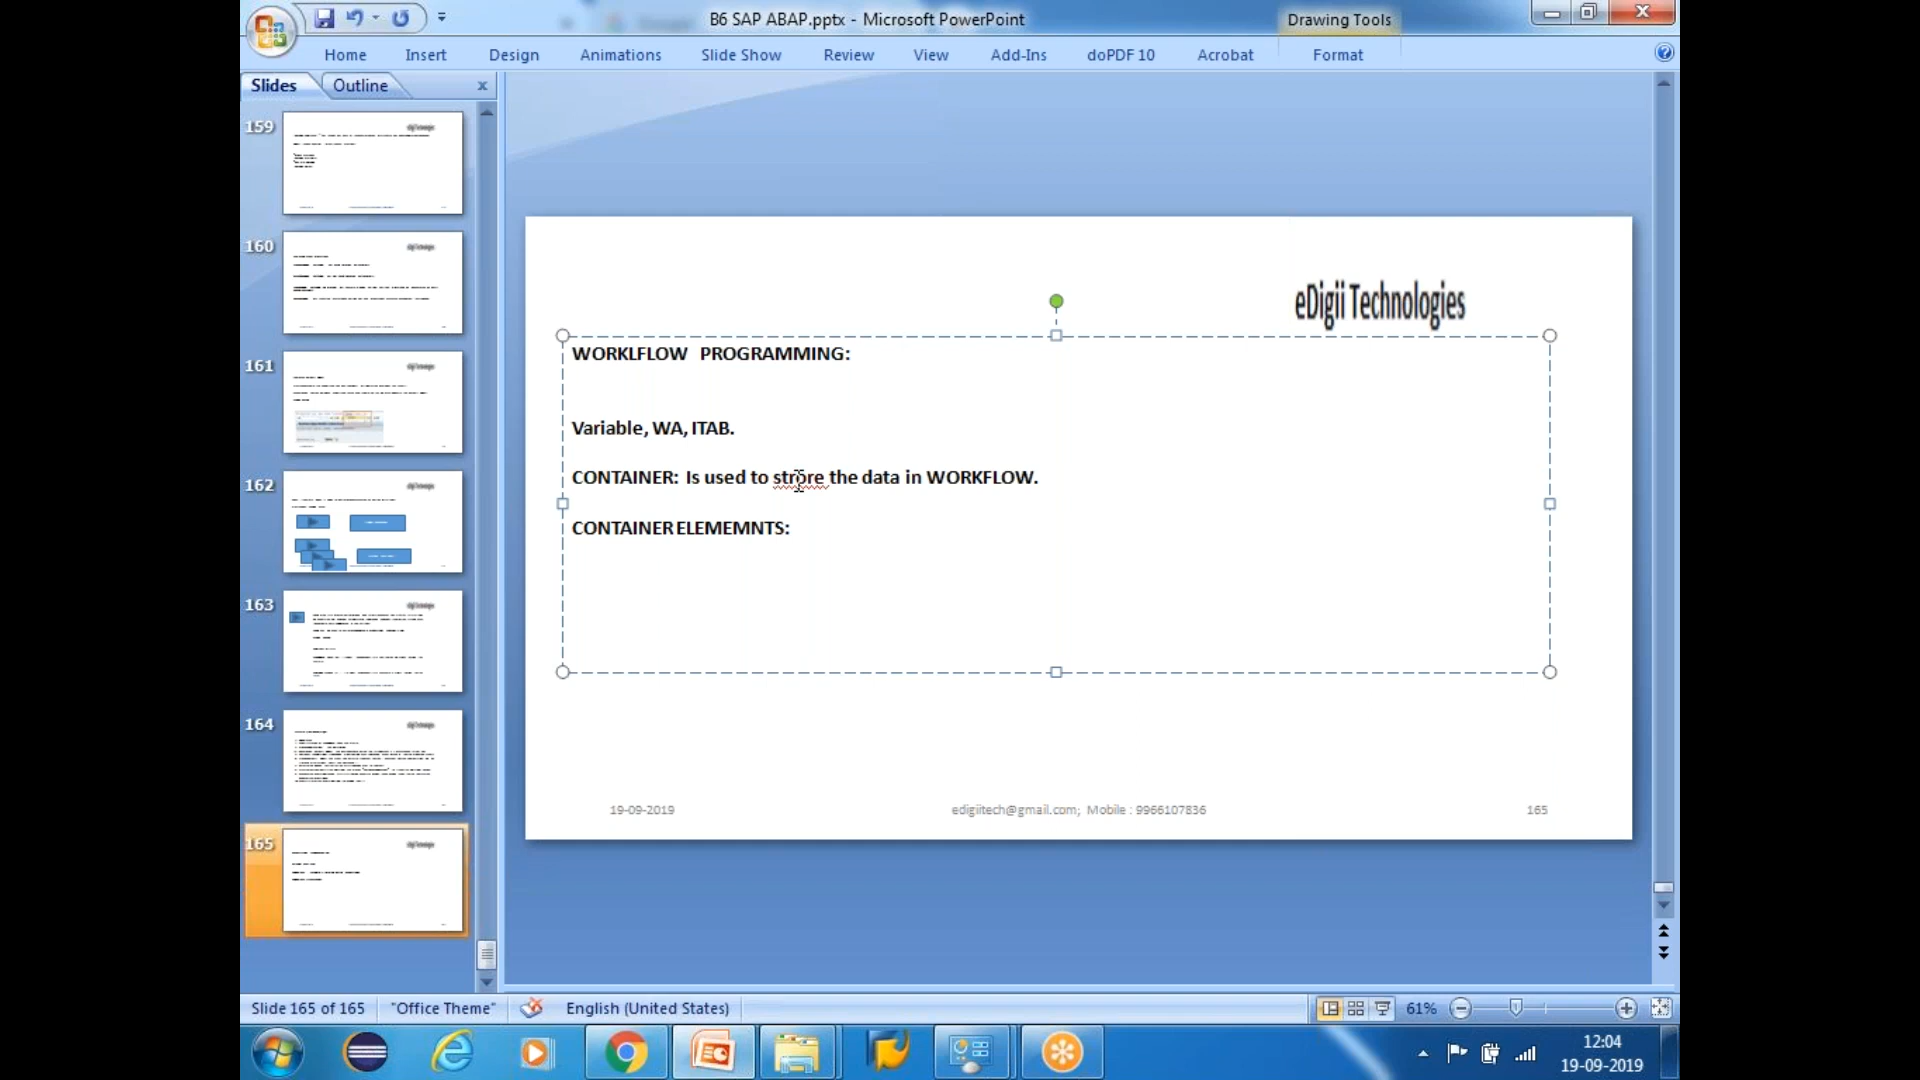 B6 SAP ABAP.pptx - Microsoft PowerPoint
Drawing Tools
Home Insert Design Animations Slide Show Review View Add-Ins doPDF 10 Acrobat Format
Slides Outline x
159
160
161
162
163
164
165
eDigii Technologies
WORKLFLOW PROGRAMMING:
Variable, WA, ITAB.
CONTAINER: Is used to strore the data in WORKFLOW.
CONTAINER ELEMEMNTS:
19-09-2019 edigiitech@gmail.com; Mobile : 9966107836 165
Slide 165 of 165 "Office Theme" English (United States) 61%
12:04
19-09-2019